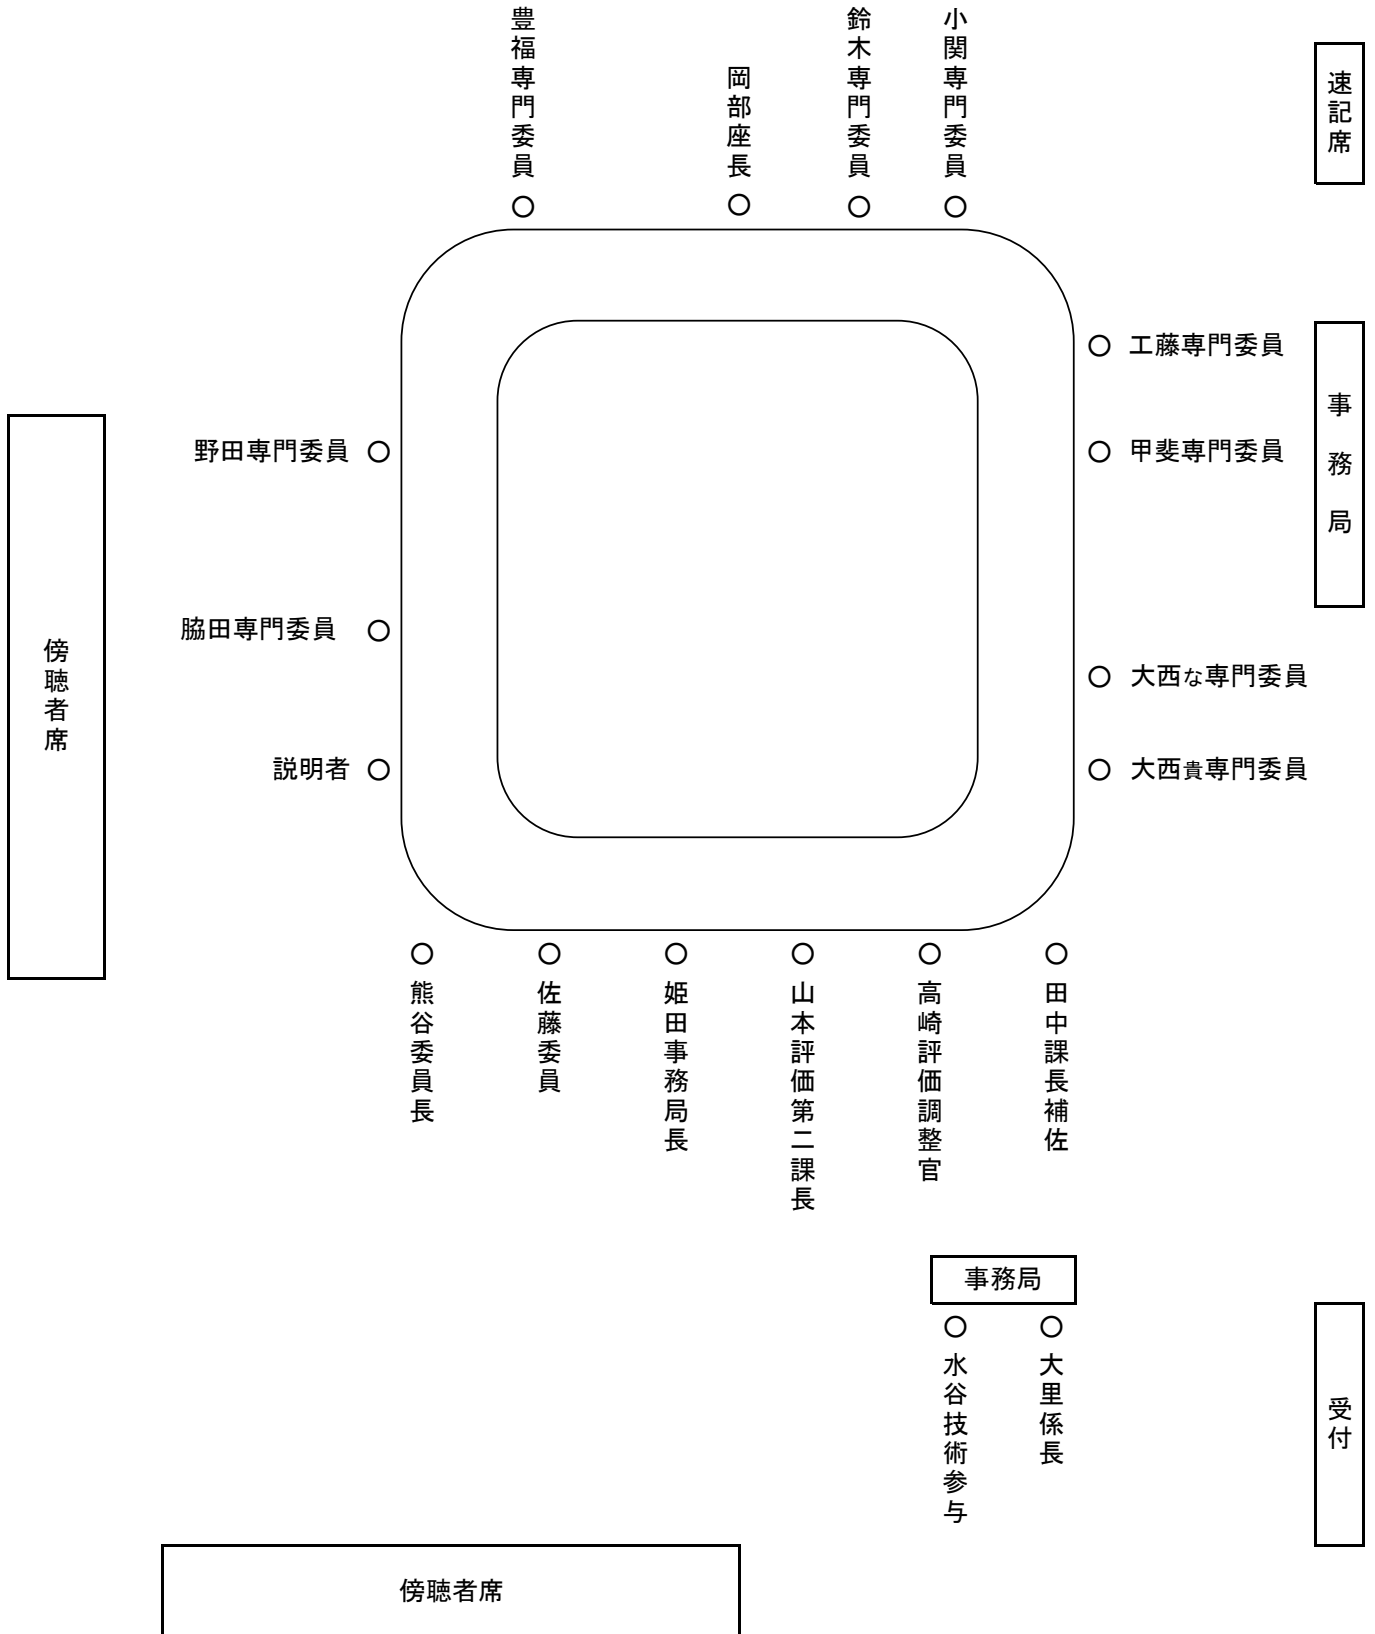 豊福専門委員
岡部座長
鈴木専門委員
小関専門委員
速記席
工藤専門委員
事務局
野田専門委員
甲斐専門委員
脇田専門委員
傍聴者席
大西な専門委員
説明者
大西貴専門委員
熊谷委員長
佐藤委員
姫田事務局長
山本評価第二課長
高崎評価調整官
田中課長補佐
事務局
水谷技術参与
大里係長
受付
傍聴者席